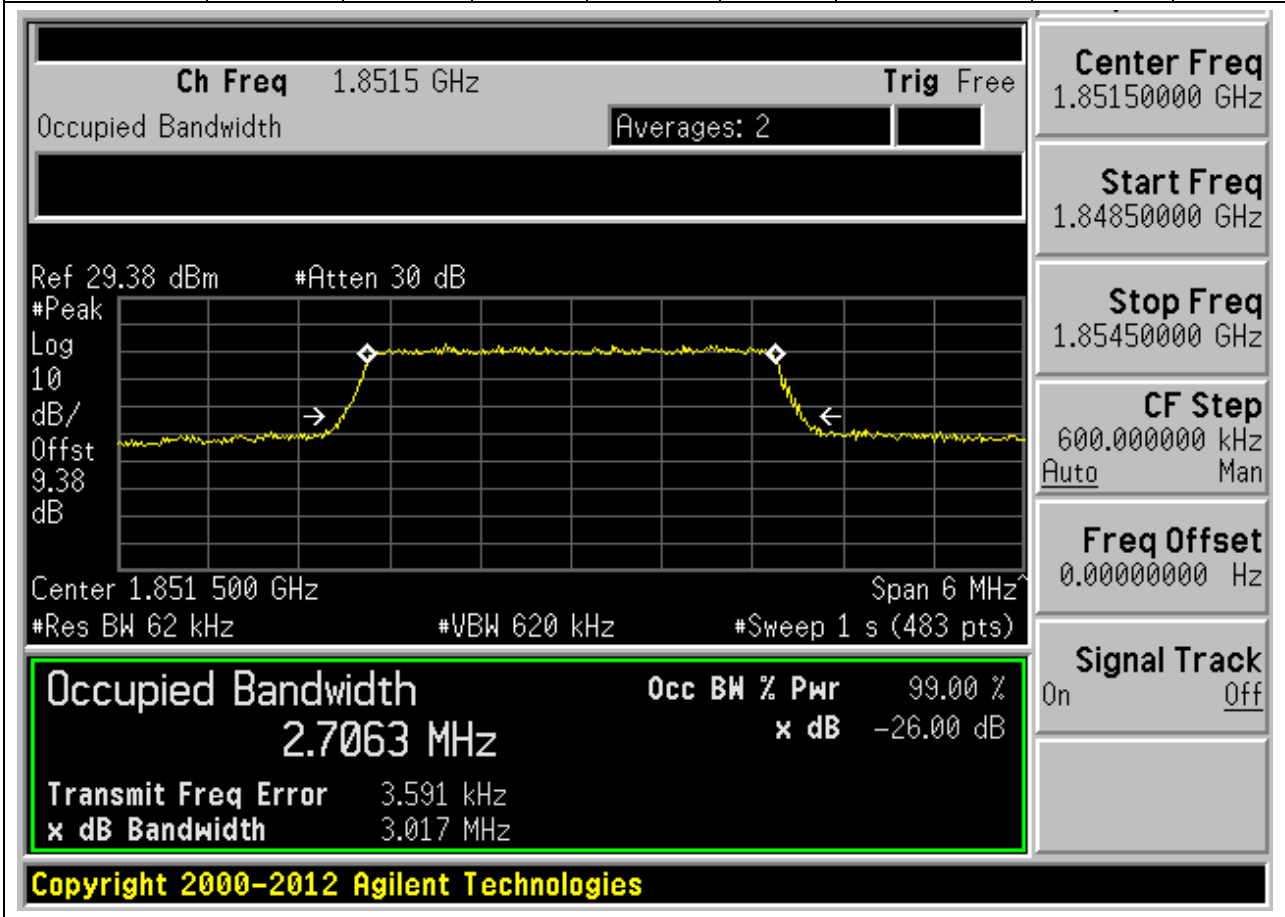 Ch Freq 1.8515 GHz Trig Free
Occupied Bandwidth Averages: 2
Ref 29.38 dBm #Atten 30 dB
#Peak
Log
10
dB/
Offst
9.38
dB
Center 1.851 500 GHz Span 6 MHz^
#Res BW 62 kHz #VBW 620 kHz #Sweep 1 s (483 pts)
Occupied Bandwidth Occ BW % Pwr 99.00 %
2.7063 MHz x dB -26.00 dB
Transmit Freq Error 3.591 kHz
x dB Bandwidth 3.017 MHz
Copyright 2000-2012 Agilent Technologies
Center Freq
1.85150000 GHz
Start Freq
1.84850000 GHz
Stop Freq
1.85450000 GHz
CF Step
600.000000 kHz
Auto Man
Freq Offset
0.00000000 Hz
Signal Track
On Off